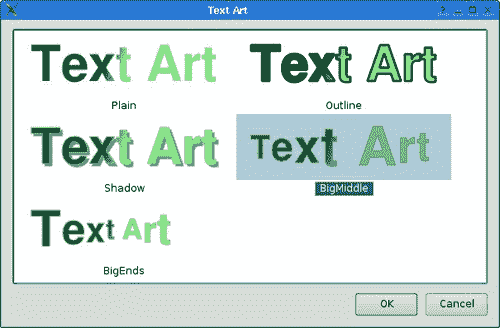 Text Art
Text Art Text Art
Plain Outline
Text Art Text Art
Shadow BigMiddle
Text Art
BigEnds
OK Cancel